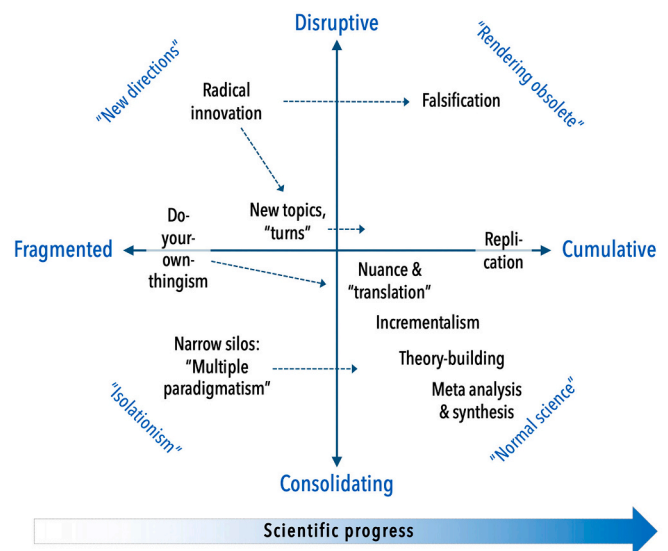 Disruptive
"New directions"
"Rendering obsolete"
Radical
innovation
Falsification
New topics,
"turns"
Do-
your-
own-
thingism
Fragmented
Repli-
cation
Cumulative
Nuance &
"translation"
Incrementalism
Narrow silos:
"Multiple
paradigmatism"
Theory-building
Meta analysis
& synthesis
"Isolationism"
"Normal science"
Consolidating
Scientific progress